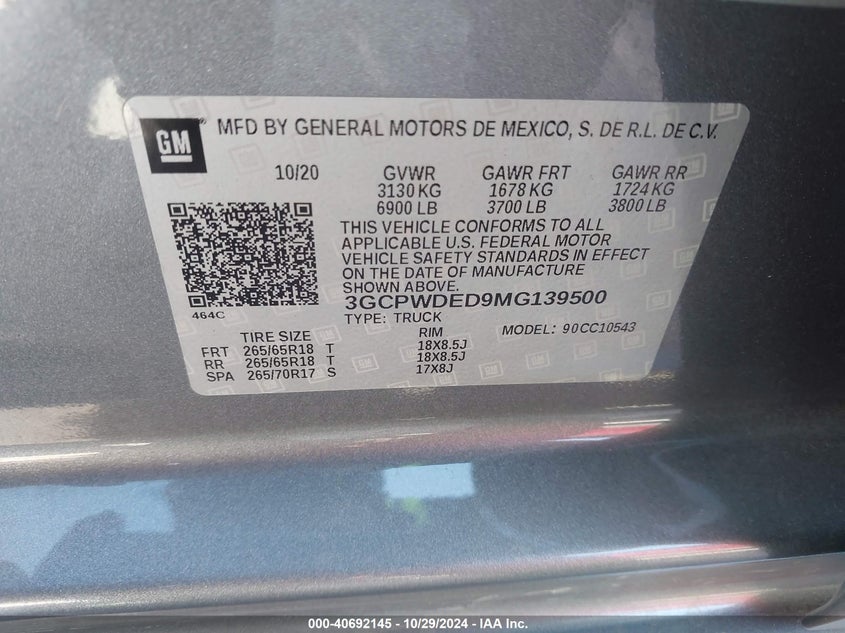 GM
MFD BY GENERAL MOTORS DE MEXICO, S. DE R.L. DE C.V.
10/20 GVWR GAWR FRT GAWR RR
3130 KG 1678 KG 1724 KG
6900 LB 3700 LB 3800 LB
THIS VEHICLE CONFORMS TO ALL
APPLICABLE U.S. FEDERAL MOTOR
VEHICLE SAFETY STANDARDS IN EFFECT
ON THE DATE OF MANUFACTURE
SHOWN ABOVE.
464C 3GCPWDED9MG139500
TYPE: TRUCK
TIRE SIZE RIM MODEL: 90CC10543
FRT 265/65R18 T 18X8.5J
RR 265/65R18 T 18X8.5J
SPA 265/70R17 S 17X8J
000-40692145 - 10/29/2024 - IAA Inc.